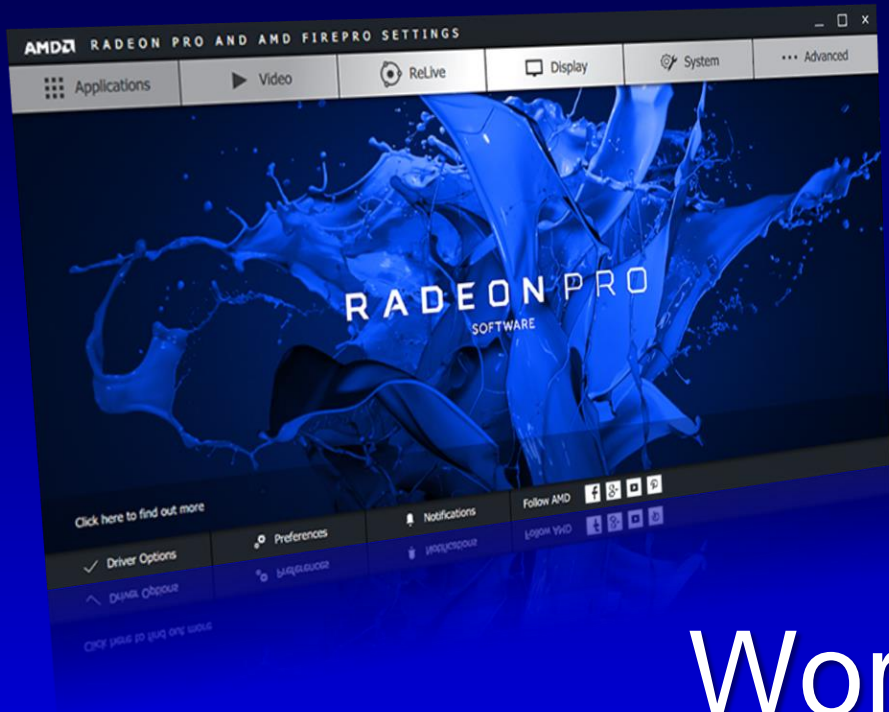 AMD RADEON PRO AND AMD FIREPRO SETTINGS
Applications Video ReLive Display System Advanced
RADEON PRO
SOFTWARE
Click here to find out more
Driver Options Preferences Notifications Follow AMD
Wor